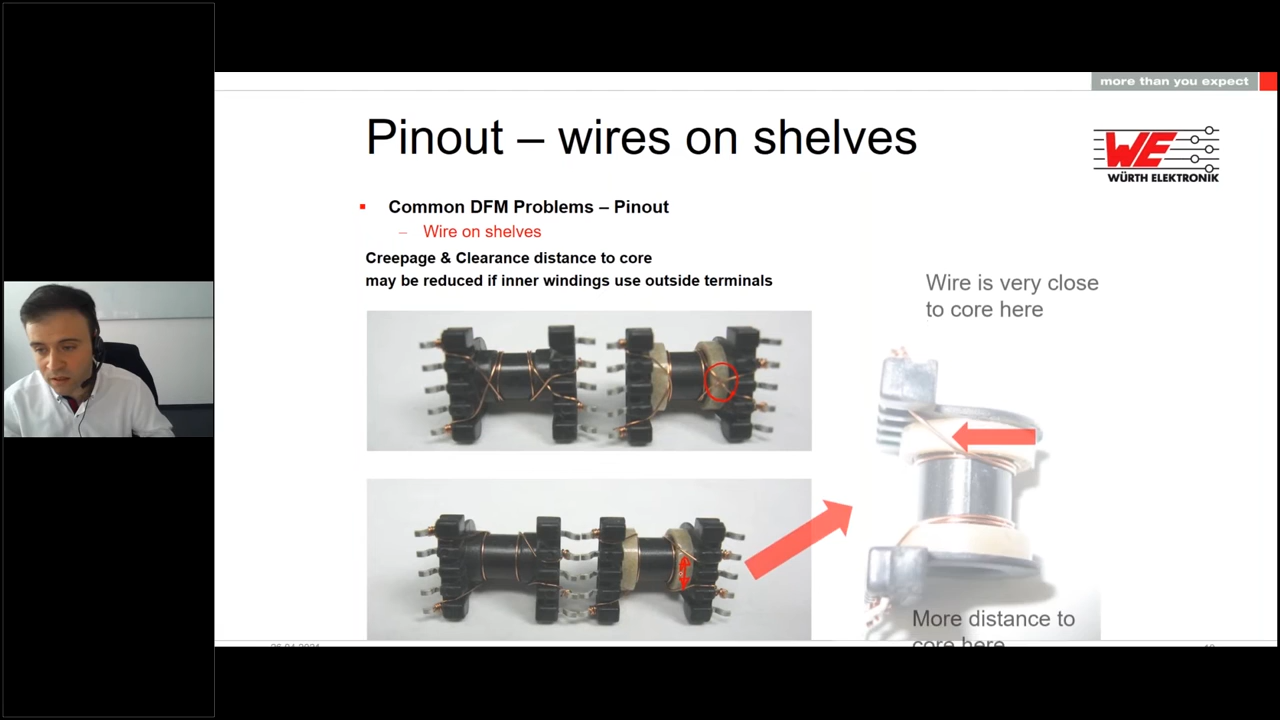 more than you expect
Pinout – wires on shelves
WE
WÜRTH ELEKTRONIK
Common DFM Problems – Pinout
– Wire on shelves
Creepage & Clearance distance to core
may be reduced if inner windings use outside terminals
Wire is very close
to core here
More distance to
core here